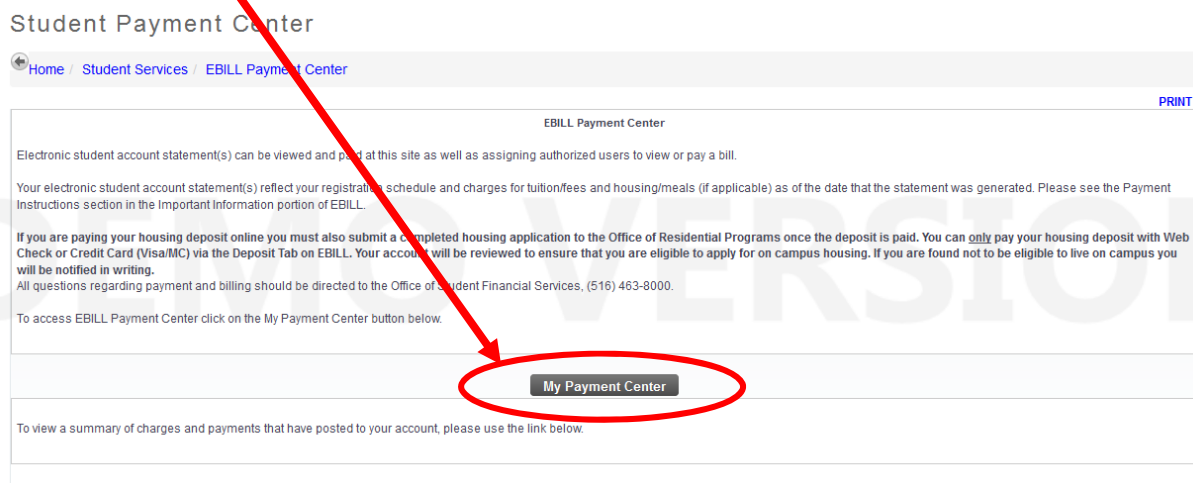 Student Payment Center
Home / Student Services / EBILL Payment Center
PRINT
EBILL Payment Center
Electronic student account statement(s) can be viewed and paid at this site as well as assigning authorized users to view or pay a bill.
Your electronic student account statement(s) reflect your registration schedule and charges for tuition/fees and housing/meals (if applicable) as of the date that the statement was generated. Please see the Payment
Instructions section in the Important Information portion of EBILL.
If you are paying your housing deposit online you must also submit a completed housing application to the Office of Residential Programs once the deposit is paid. You can only pay your housing deposit with Web
Check or Credit Card (Visa/MC) via the Deposit Tab on EBILL. Your account will be reviewed to ensure that you are eligible to apply for on campus housing. If you are found not to be eligible to live on campus you
will be notified in writing.
All questions regarding payment and billing should be directed to the Office of Student Financial Services, (516) 463-8000.
To access EBILL Payment Center click on the My Payment Center button below.
DEMO VERSION
My Payment Center
To view a summary of charges and payments that have posted to your account, please use the link below.